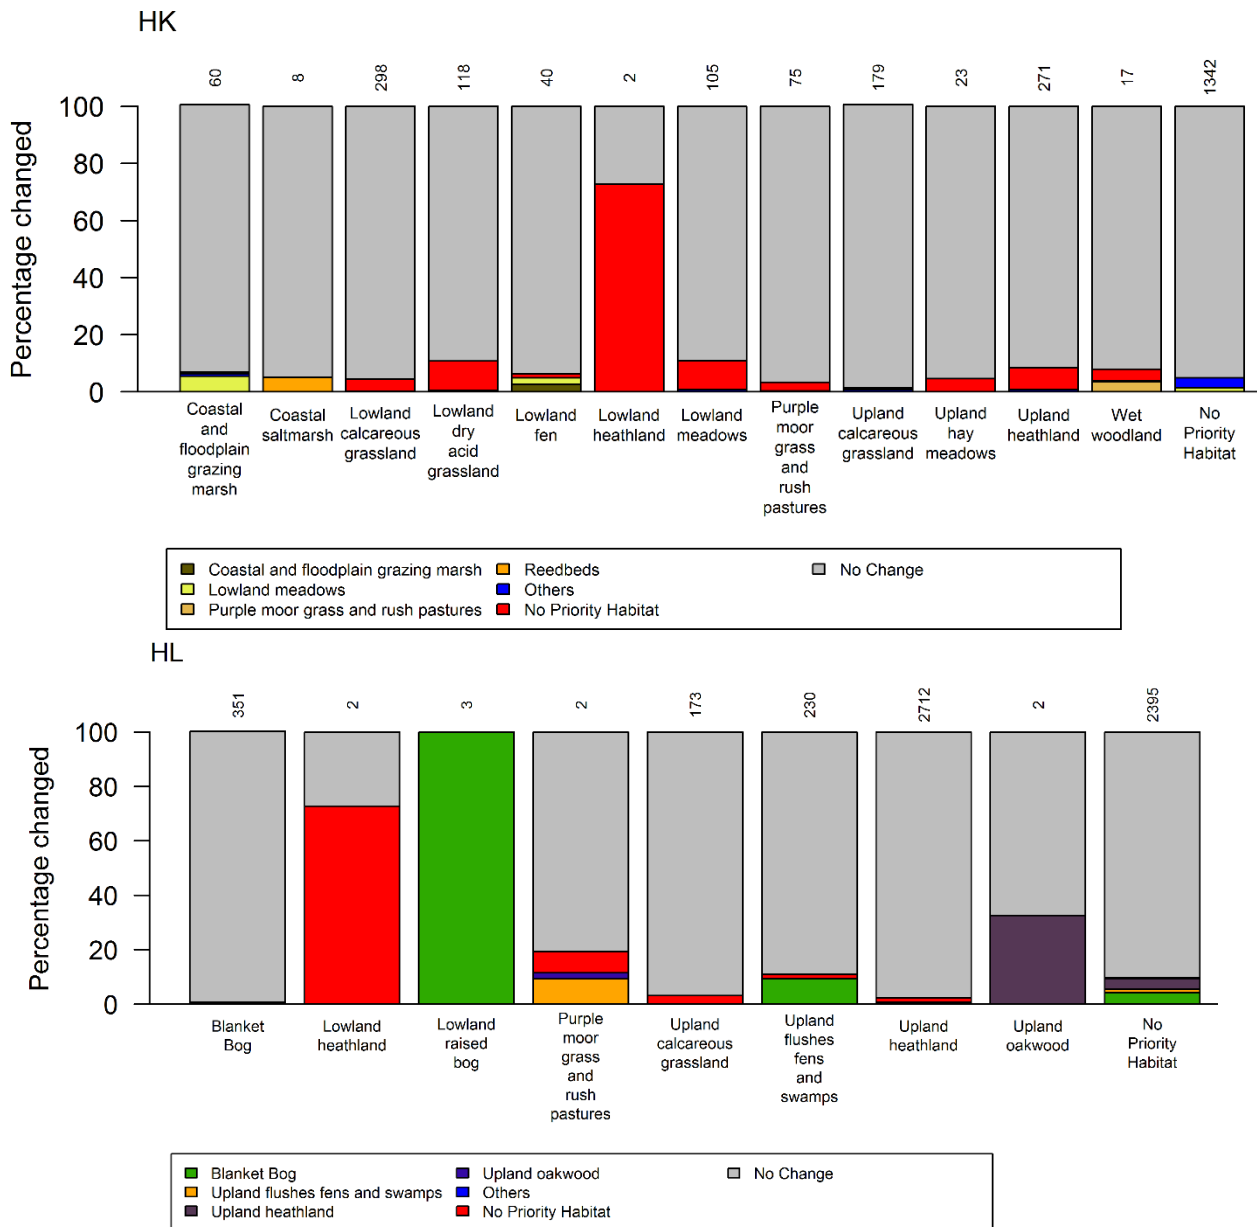 HK
60 8 298 118 40 2 105 75 179 23 271 17 1342
100
80
60
40
20
0
Percentage changed
Coastal
and
floodplain
grazing
marsh
Coastal
saltmarsh
Lowland
calcareous
grassland
Lowland
dry
acid
grassland
Lowland
fen
Lowland
heathland
Lowland
meadows
Purple
moor
grass
and
rush
pastures
Upland
calcareous
grassland
Upland
hay
meadows
Upland
heathland
Wet
woodland
No
Priority
Habitat
Coastal and floodplain grazing marsh
Lowland meadows
Purple moor grass and rush pastures
Reedbeds
Others
No Priority Habitat
No Change
HL
351 2 3 2 173 230 2712 2 2395
100
80
60
40
20
0
Percentage changed
Blanket
Bog
Lowland
heathland
Lowland
raised
bog
Purple
moor
grass
and
rush
pastures
Upland
calcareous
grassland
Upland
flushes
fens
and
swamps
Upland
heathland
Upland
oakwood
No
Priority
Habitat
Blanket Bog
Upland flushes fens and swamps
Upland heathland
Upland oakwood
Others
No Priority Habitat
No Change